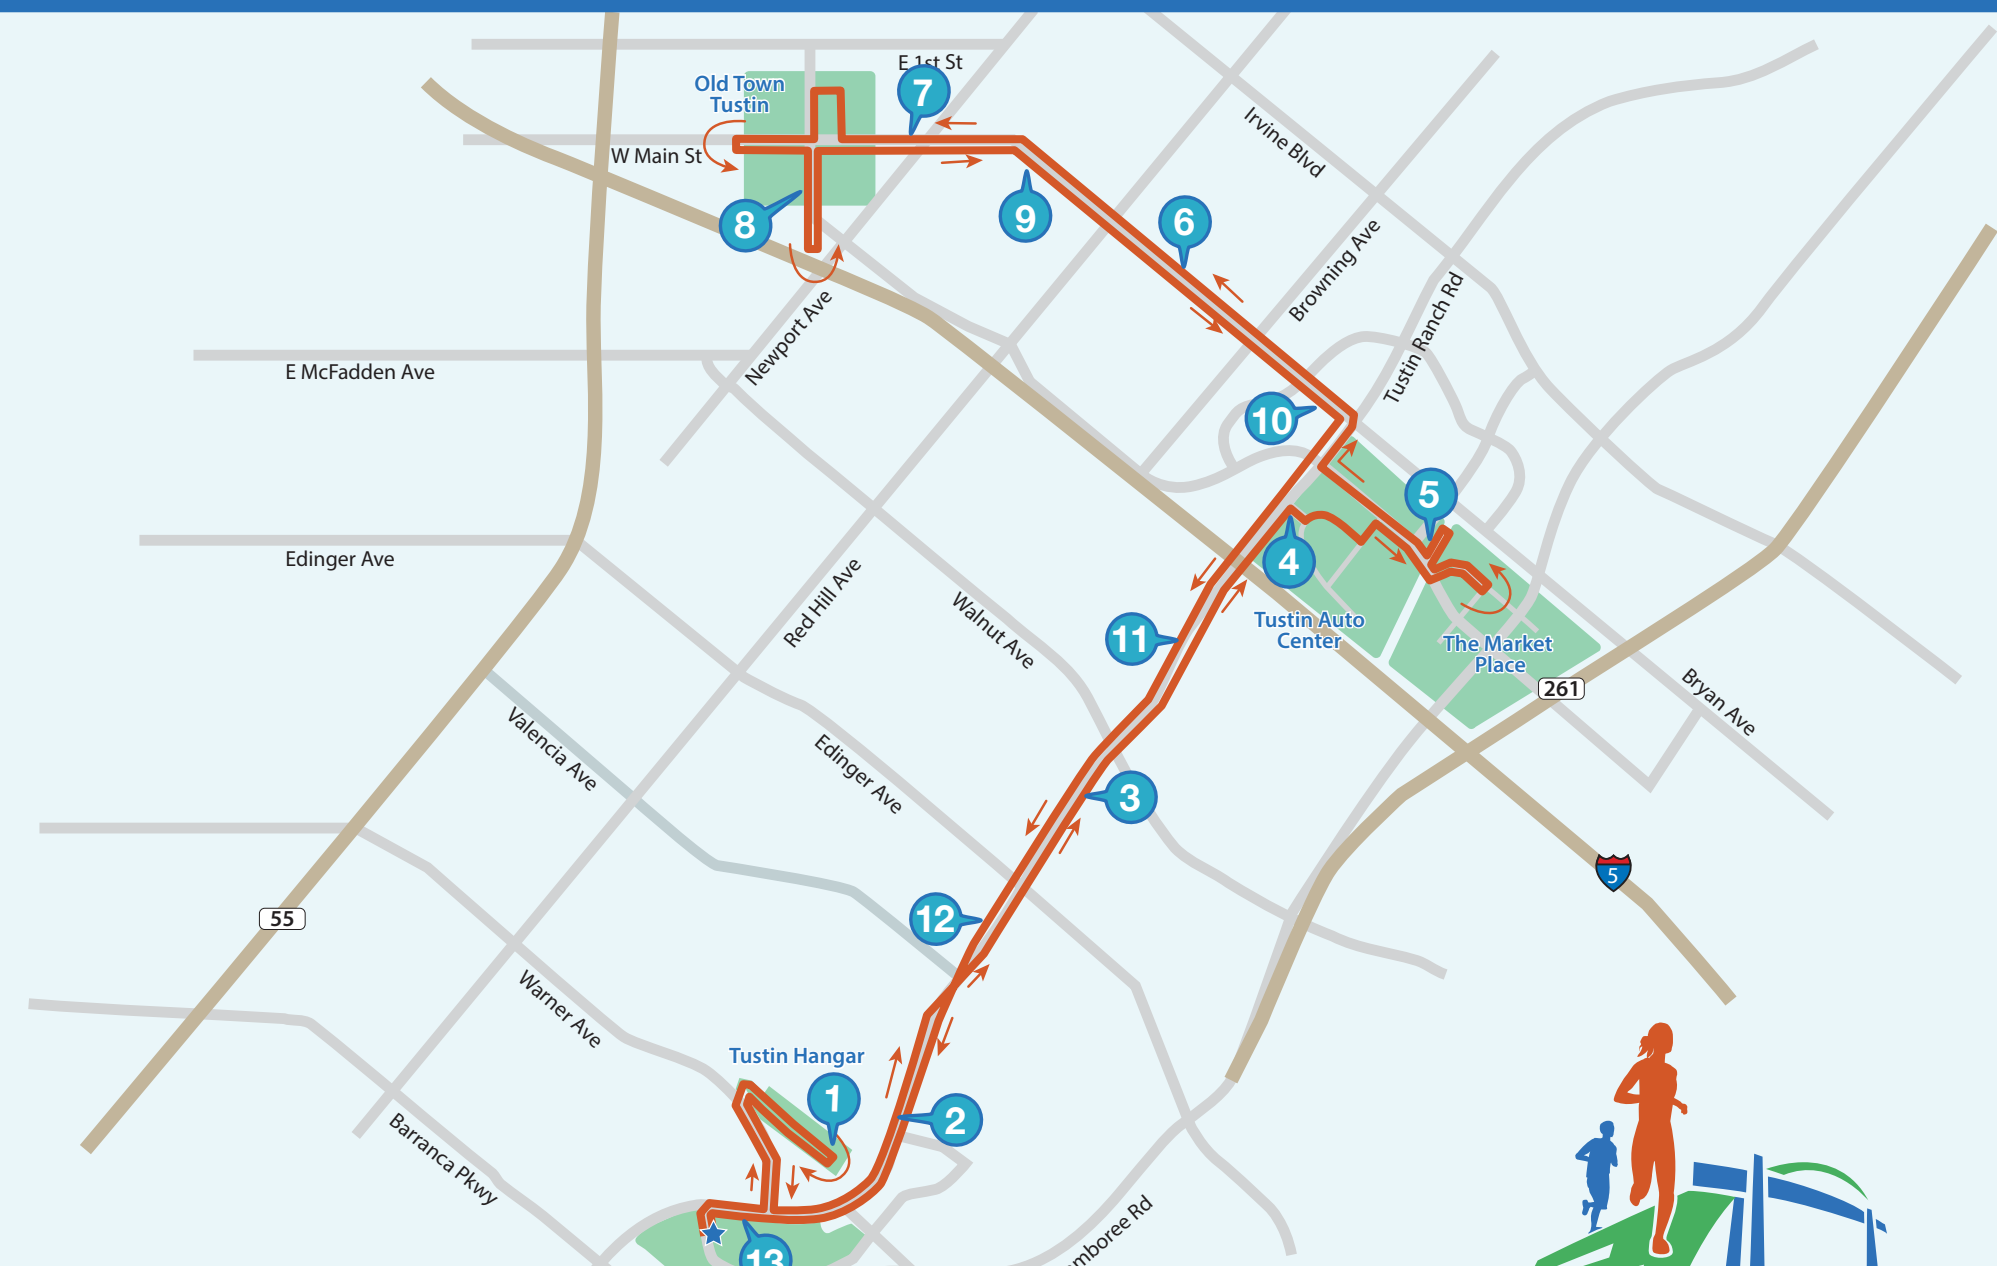 E 1st St
Old Town
Tustin
7
W Main St
Irvine Blvd
8
9
6
Browning Ave
Tustin Ranch Rd
Newport Ave
E McFadden Ave
10
5
4
Edinger Ave
Red Hill Ave
Walnut Ave
11
Tustin Auto
Center
The Market
Place
261
Bryan Ave
Valencia Ave
Edinger Ave
3
5
12
55
Warner Ave
Tustin Hangar
1
2
Barranca Pkwy
mboree Rd
13